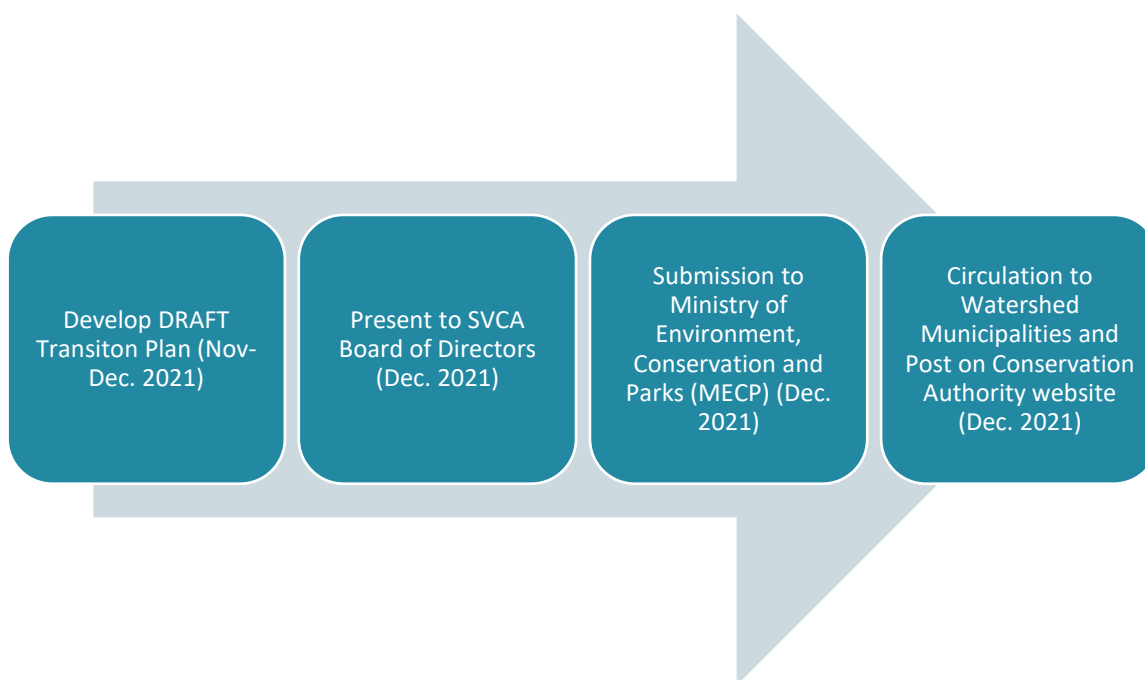 Develop DRAFT
Transiton Plan (Nov-
Dec. 2021)
Present to SVCA
Board of Directors
(Dec. 2021)
Submission to
Ministry of
Environment,
Conservation and
Parks (MECP) (Dec.
2021)
Circulation to
Watershed
Municipalities and
Post on Conservation
Authority website
(Dec. 2021)